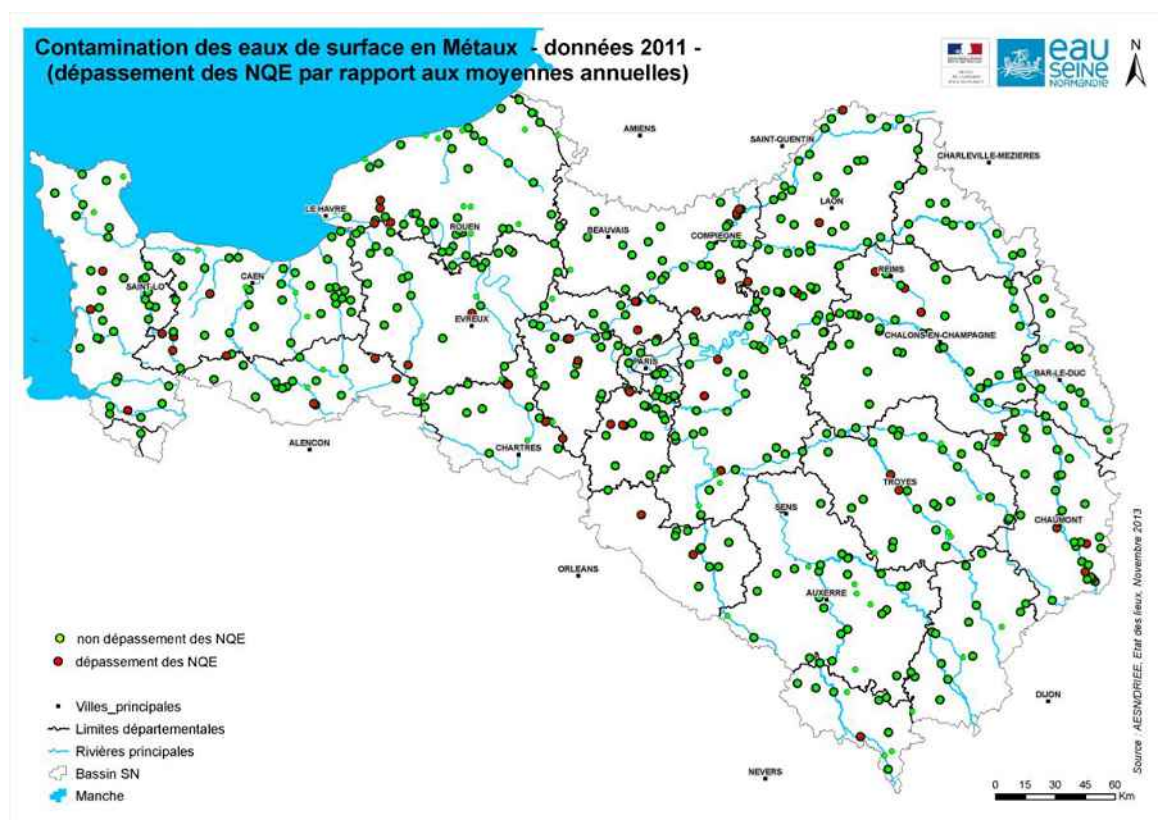 Contamination des eaux de surface en Métaux - données 2011 -
(dépassement des NQE par rapport aux moyennes annuelles)
eau
SEINE
NORMANDIE
N
AMIENS
SAINT-QUENTIN
CHARLEVILLE-MEZIERES
LAON
LE HAVRE
ROUEN
BEAUVAIS
COMPIEGNE
REIMS
SAINT-LO
CAEN
EVREUX
CHALONS-EN-CHAMPAGNE
PARIS
BAR-LE-DUC
ALENCON
CHARTRES
TROYES
SENS
CHAUMONT
ORLEANS
AUXERRE
DIJON
NEVERS
non dépassement des NQE
dépassement des NQE
Villes_principales
Limites départementales
Rivières principales
Bassin SN
Manche
0 15 30 45 60
Km
Source : AESN/DRIEE, Etat des lieux, Novembre 2013